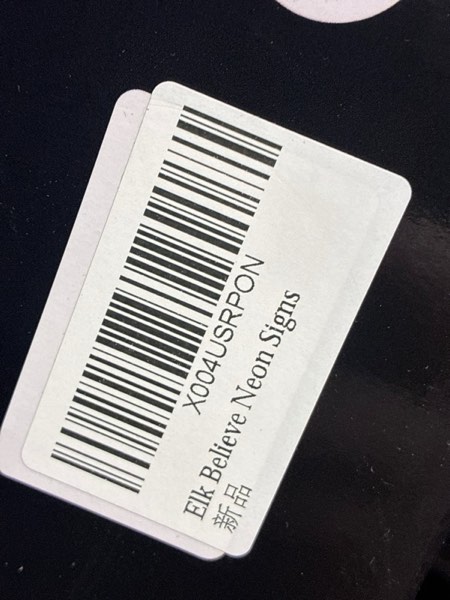 X004USRPON
Elk Believe Neon Signs
新品